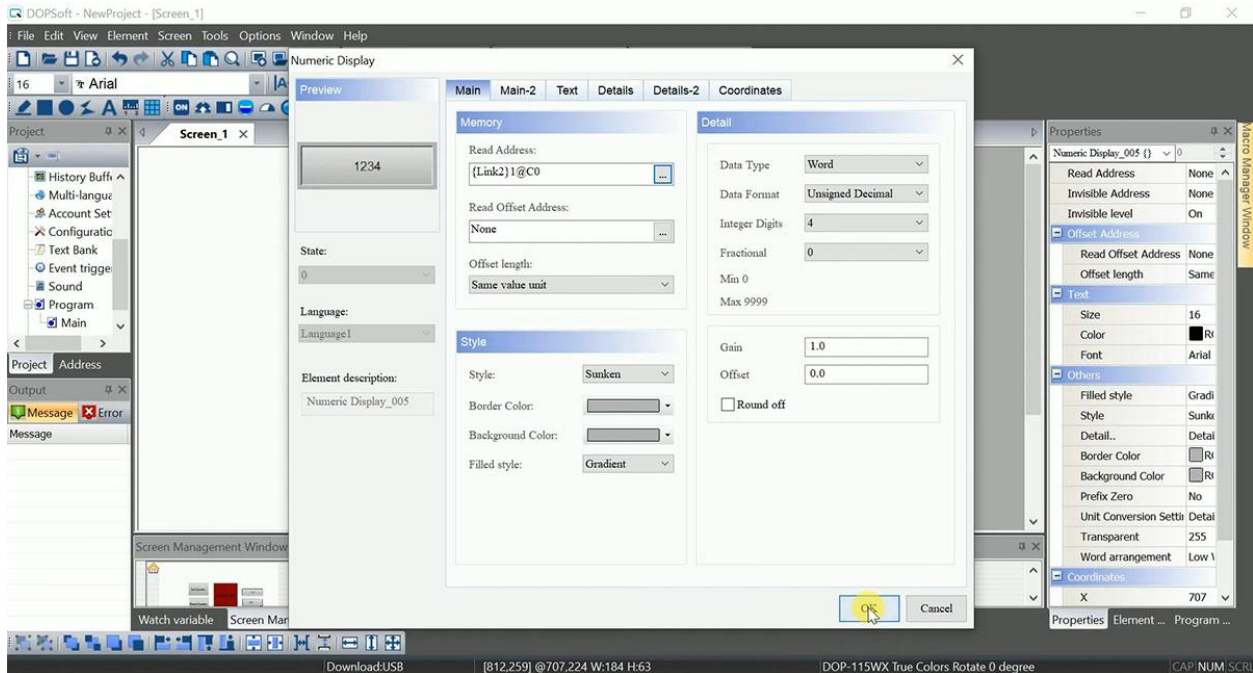 DOPSoft - NewProject - [Screen_1]
File Edit View Element Screen Tools Options Window Help
16 Arial
Numeric Display
Preview
1234
State:
0
Language:
Language1
Element description:
Numeric Display_005
Main Main-2 Text Details Details-2 Coordinates
Memory
Read Address:
{Link2}1@C0
...
Read Offset Address:
None
...
Offset length:
Same value unit
Style
Style: Sunken
Border Color:
Background Color:
Filled style: Gradient
Detail
Data Type Word
Data Format Unsigned Decimal
Integer Digits 4
Fractional 0
Min 0
Max 9999
Gain 1.0
Offset 0.0
Round off
OK Cancel
Project
Screen_1
History Buffe
Multi-langua
Account Set
Configuratic
Text Bank
Event trigge
Sound
Program
Main
Project Address
Output
Message Error
Message
Screen Management Window
Watch variable Screen Mar
Properties
Numeric Display_005 {} 0
Read Address None
Invisible Address None
Invisible level On
Offset Address
Read Offset Address None
Offset length Same
Text
Size 16
Color
Font Arial
Others
Filled style Gradi
Style Sunke
Detail.. Detai
Border Color
Background Color
Prefix Zero No
Unit Conversion Settin Detai
Transparent 255
Word arrangement Low
Coordinates
X 707
Properties Element ... Program ...
Macro Manager Window
Download:USB [812,259] @707,224 W:184 H:63 DOP-115WX True Colors Rotate 0 degree CAP NUM SCRL